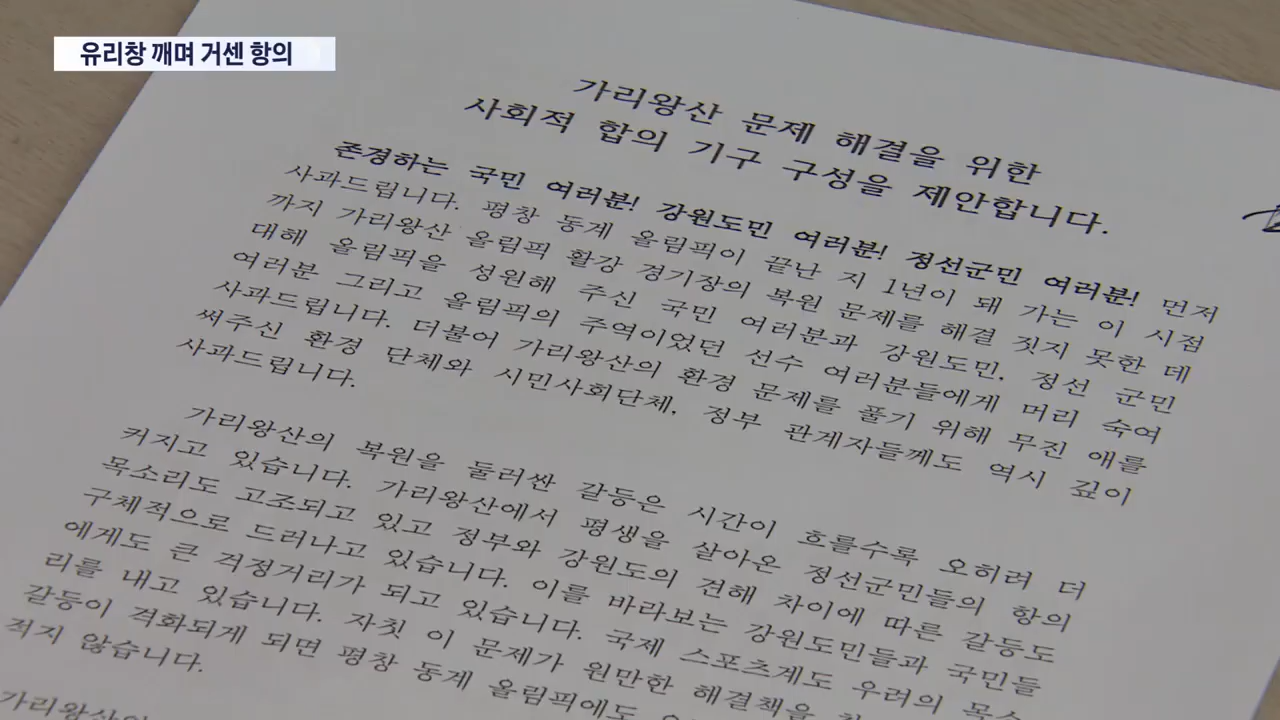 유리창 깨며 거센 항의
가리왕산 문제 해결을 위한
사회적 합의 기구 구성을 제안합니다.
존경하는 국민 여러분! 강원도민 여러분! 정선군민 여러분! 먼저
사과드립니다. 평창 동계 올림픽이 끝난 지 1년이 돼 가는 이 시점
까지 가리왕산 올림픽 활강 경기장의 복원 문제를 해결 짓지 못한 데
대해 올림픽을 성원해 주신 국민 여러분과 강원도민, 정선 군민
여러분 그리고 올림픽의 주역이었던 선수 여러분들에게 머리 숙여
사과드립니다. 더불어 가리왕산의 환경 문제를 풀기 위해 무진 애를
써주신 환경 단체와 시민사회단체, 정부 관계자들께도 역시 깊이
사과드립니다.
가리왕산의 복원을 둘러싼 갈등은 시간이 흐를수록 오히려 더
커지고 있습니다. 가리왕산에서 평생을 살아온 정선군민들의 항의
목소리도 고조되고 있고 정부와 강원도의 견해 차이에 따른 갈등도
구체적으로 드러나고 있습니다. 이를 바라보는 강원도민들과 국민들
에게도 큰 걱정거리가 되고 있습니다. 국제 스포츠계도 우려의 목소
리를 내고 있습니다. 자칫 이 문제가 원만한 해결책을
갈등이 격화되게 되면 평창 동계 올림픽에도
적지 않습니다.
가리왕산의